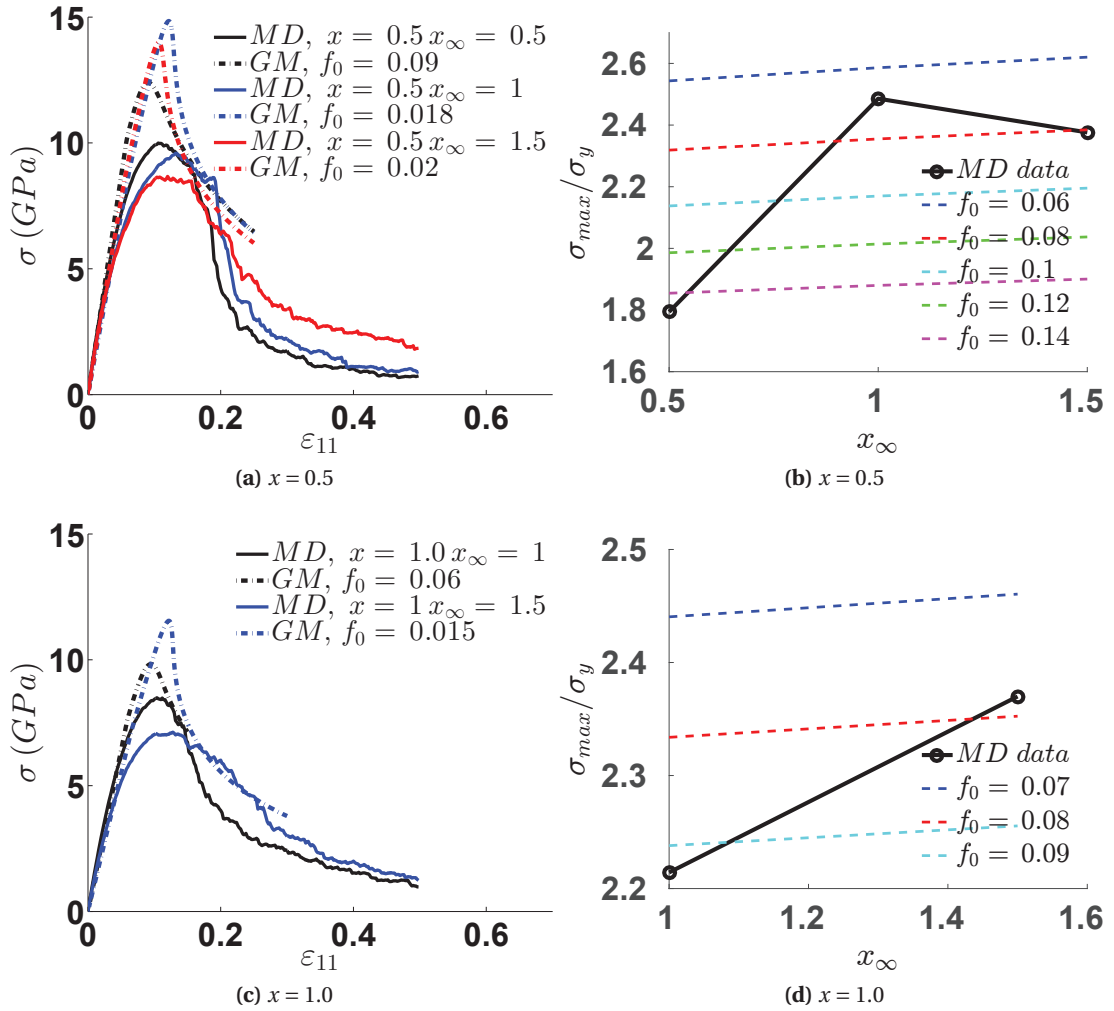 15
10
5
0
0
0.2
0.4
0.6
σ (GPa)
ε₁₁
MD, x = 0.5 x∞ = 0.5
GM, f₀ = 0.09
MD, x = 0.5 x∞ = 1
GM, f₀ = 0.018
MD, x = 0.5 x∞ = 1.5
GM, f₀ = 0.02
(a) x = 0.5
2.6
2.4
2.2
2
1.8
1.6
0.5
1
1.5
σmax/σy
x∞
MD data
f₀ = 0.06
f₀ = 0.08
f₀ = 0.1
f₀ = 0.12
f₀ = 0.14
(b) x = 0.5
15
10
5
0
0
0.2
0.4
0.6
σ (GPa)
ε₁₁
MD, x = 1.0 x∞ = 1
GM, f₀ = 0.06
MD, x = 1 x∞ = 1.5
GM, f₀ = 0.015
(c) x = 1.0
2.5
2.4
2.3
2.2
1
1.2
1.4
1.6
σmax/σy
x∞
MD data
f₀ = 0.07
f₀ = 0.08
f₀ = 0.09
(d) x = 1.0